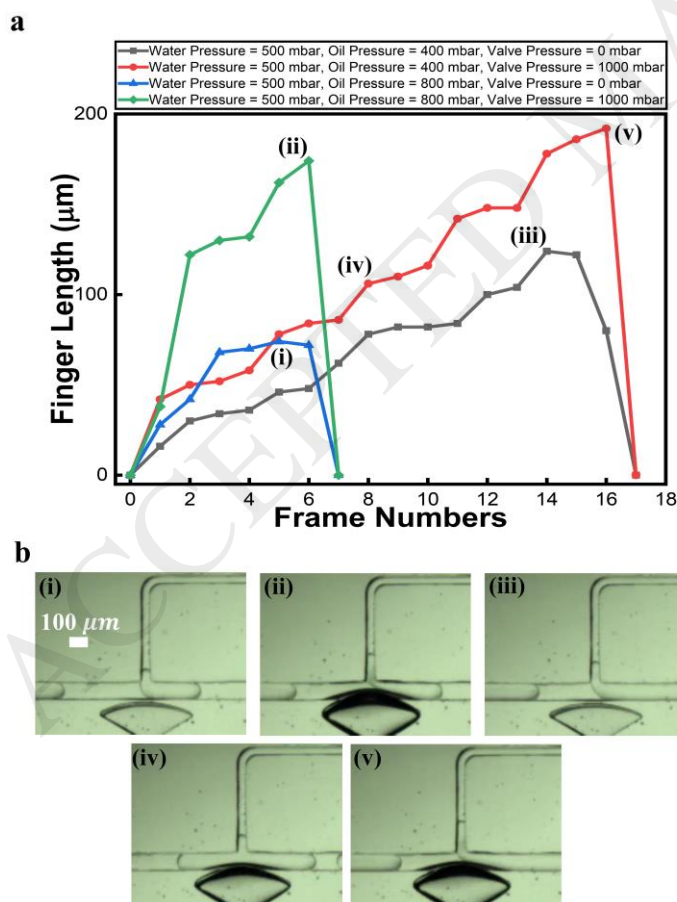 a
Water Pressure = 500 mbar, Oil Pressure = 400 mbar, Valve Pressure = 0 mbar
Water Pressure = 500 mbar, Oil Pressure = 400 mbar, Valve Pressure = 1000 mbar
Water Pressure = 500 mbar, Oil Pressure = 800 mbar, Valve Pressure = 0 mbar
Water Pressure = 500 mbar, Oil Pressure = 800 mbar, Valve Pressure = 1000 mbar
200
(v)
(ii)
(iii)
(iv)
100
(i)
0
Finger Length (μm)
0 2 4 6 8 10 12 14 16 18
Frame Numbers
b
(i) (ii) (iii)
100 μm
(iv) (v)
ACCEPTED M